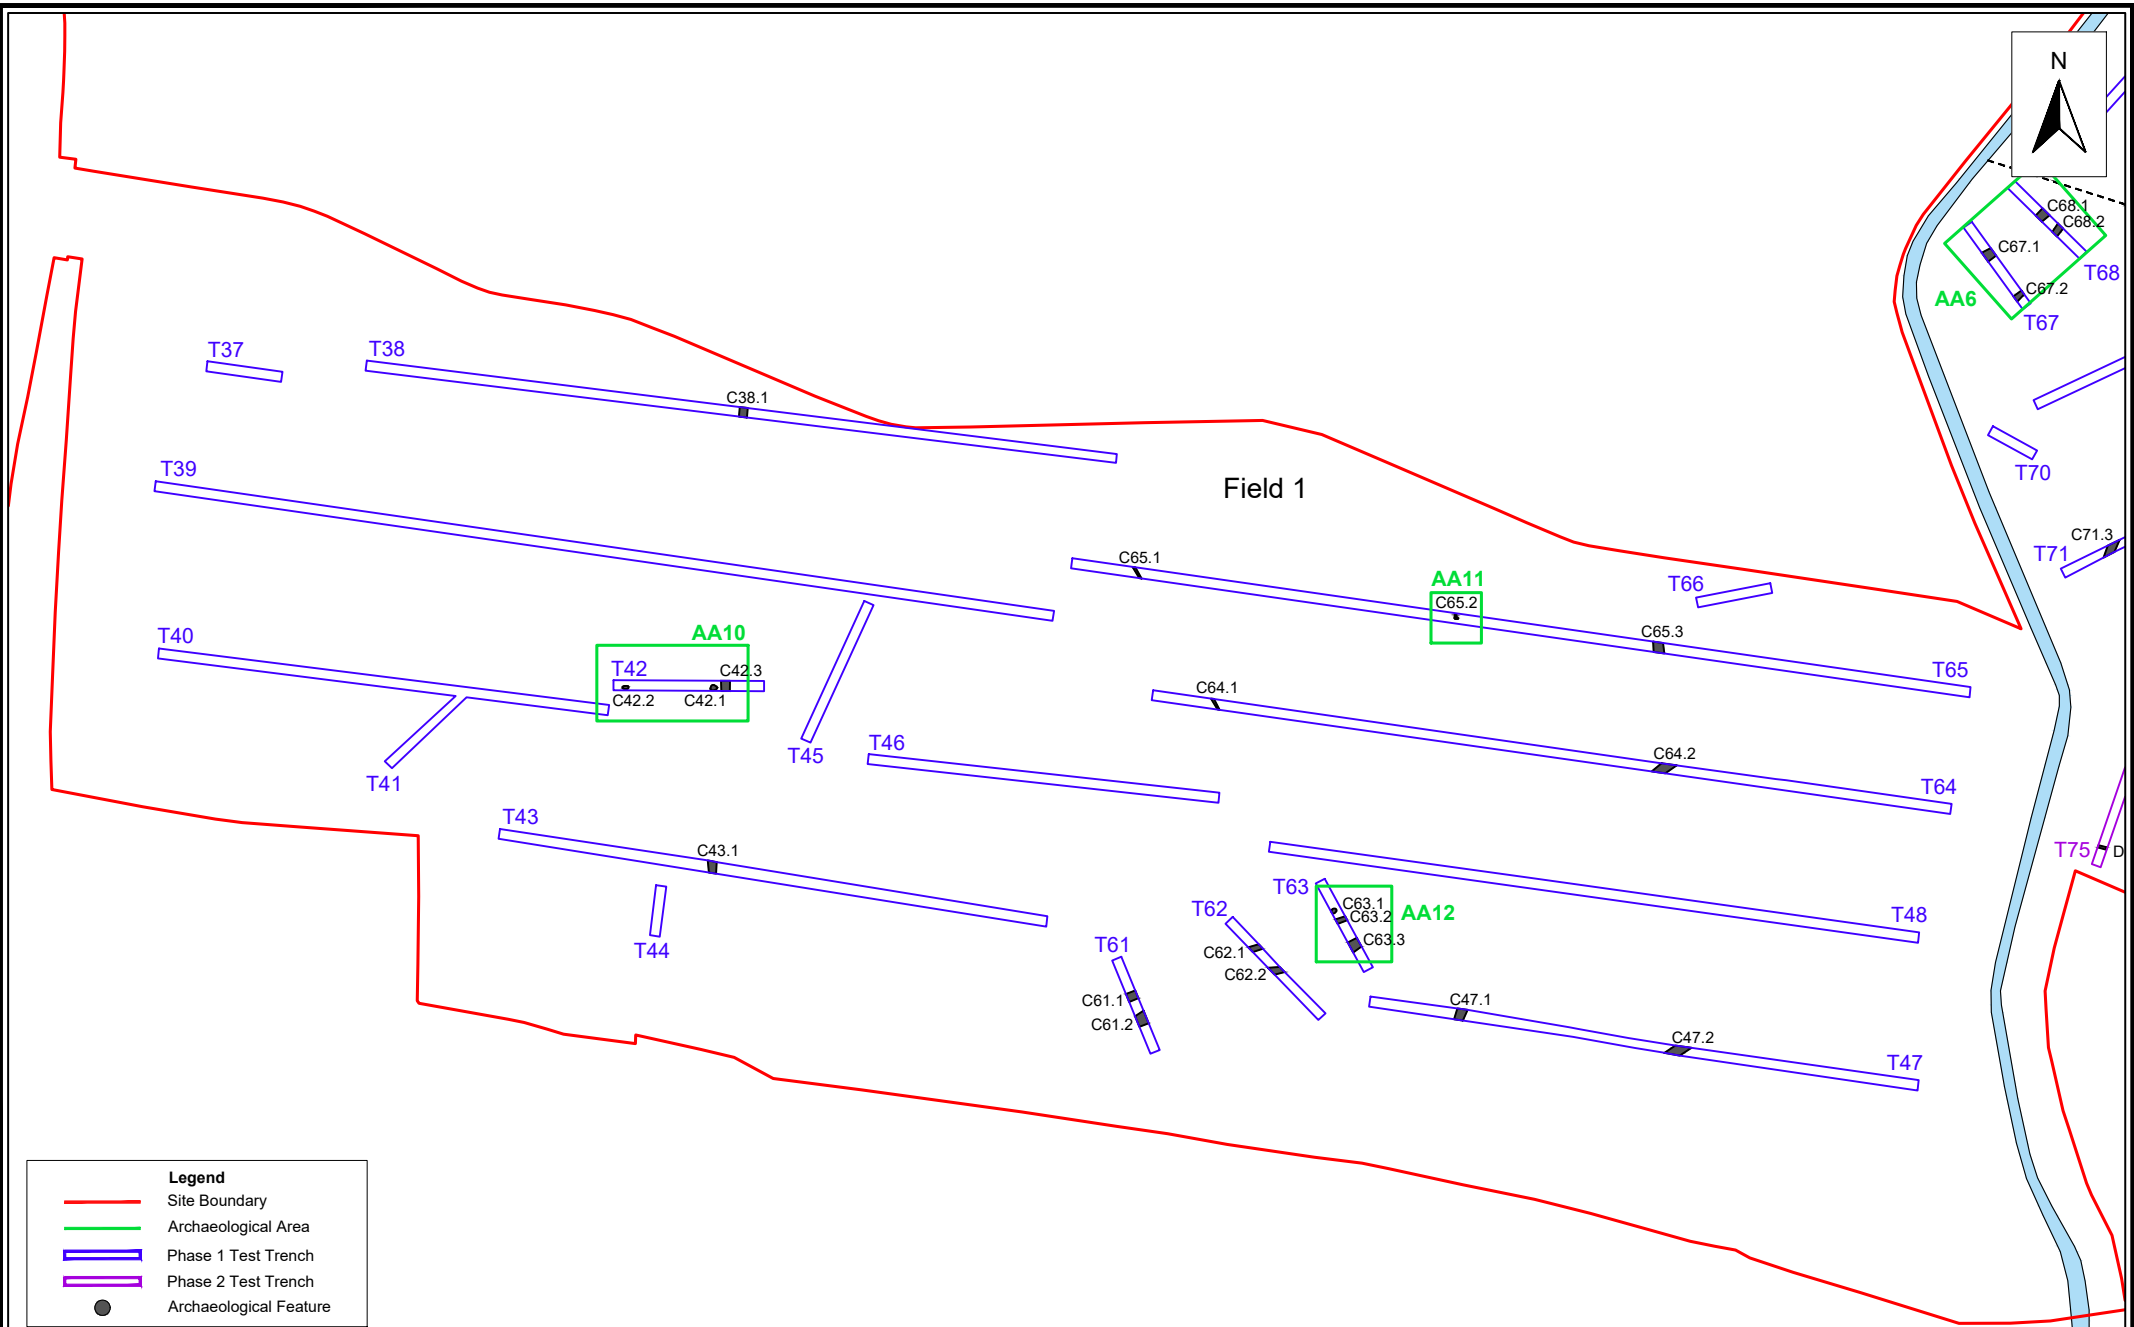 N
C68.1
C68.2
C67.1
T68
C67.2
AA6
T67
T37
T38
C38.1
T39
Field 1
T70
C71.3
T71
C65.1
AA11
C65.2
T66
C65.3
T65
T40
AA10
T42
C42.3
C42.2
C42.1
T41
T45
T46
C64.1
C64.2
T64
T43
C43.1
T44
T75
D
T63
C63.1
C63.2
C63.3
AA12
T48
T62
C62.1
C62.2
T61
C61.1
C61.2
C47.1
C47.2
T47
Legend
Site Boundary
Archaeological Area
Phase 1 Test Trench
Phase 2 Test Trench
Archaeological Feature